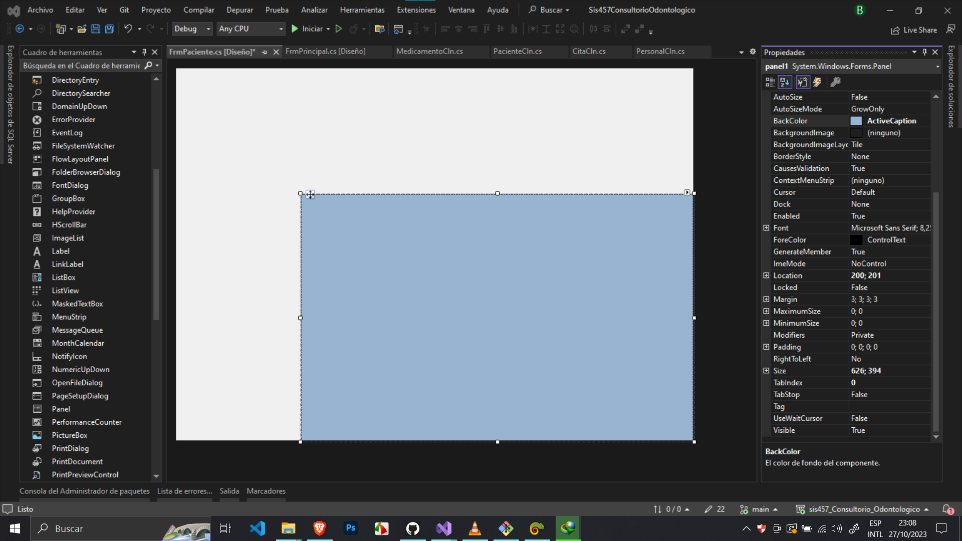 Archivo Editar Ver Git Proyecto Compilar Depurar Prueba Analizar Herramientas Extensiones Ventana Ayuda Buscar Sis457ConsultorioOdontologico B
Debug Any CPU Iniciar Live Share
Explorador de objetos de SQL Server
Cuadro de herramientas
Búsqueda en el Cuadro de herramie
DirectoryEntry
DirectorySearcher
DomainUpDown
ErrorProvider
EventLog
FileSystemWatcher
FlowLayoutPanel
FolderBrowserDialog
FontDialog
GroupBox
HelpProvider
HScrollBar
ImageList
Label
LinkLabel
ListBox
ListView
MaskedTextBox
MenuStrip
MessageQueue
MonthCalendar
NotifyIcon
NumericUpDown
OpenFileDialog
PageSetupDialog
Panel
PerformanceCounter
PictureBox
PrintDialog
PrintDocument
PrintPreviewControl
FrmPaciente.cs [Diseño]* FrmPrincipal.cs [Diseño] MedicamentoCln.cs PacienteCln.cs CitaCln.cs PersonalCln.cs
Propiedades
panel1 System.Windows.Forms.Panel
AutoSize False
AutoSizeMode GrowOnly
BackColor ActiveCaption
BackgroundImage (ninguno)
BackgroundImageLayo Tile
BorderStyle None
CausesValidation True
ContextMenuStrip (ninguno)
Cursor Default
Dock None
Enabled True
Font Microsoft Sans Serif; 8,25
ForeColor ControlText
GenerateMember True
ImeMode NoControl
Location 200; 201
Locked False
Margin 3; 3; 3; 3
MaximumSize 0; 0
MinimumSize 0; 0
Modifiers Private
Padding 0; 0; 0; 0
RightToLeft No
Size 626; 394
TabIndex 0
TabStop False
Tag
UseWaitCursor False
Visible True
BackColor
El color de fondo del componente.
Explorador de soluciones
Consola del Administrador de paquetes Lista de errores... Salida Marcadores
Listo 0 / 0 22 main sis457_Consultorio_Odontologico 1
Buscar Ps ESP INTL 23:08 27/10/2023